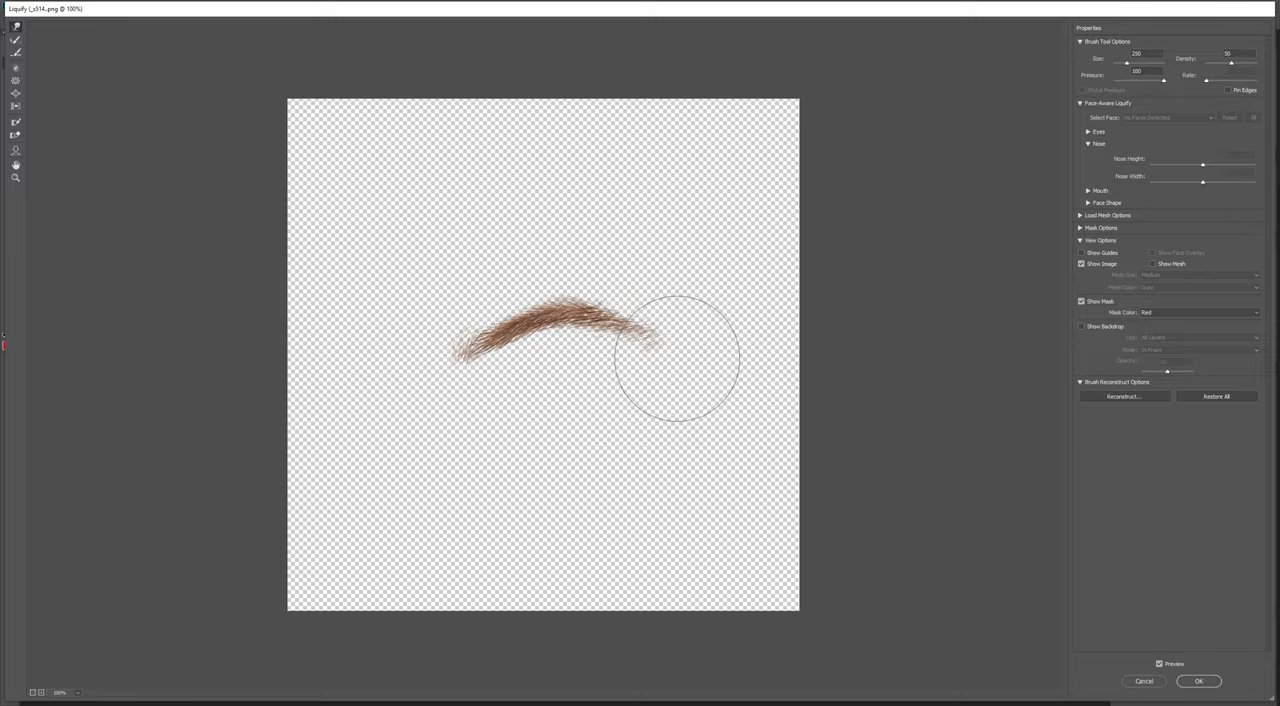 Liquify (_s514...png @ 100%)
Properties
Brush Tool Options
Size: 250 Density: 50
Pressure: 100 Rate:
Stylus Pressure Pin Edges
Face-Aware Liquify
Select Face: No Faces Detected Reset All
Eyes
Nose
Nose Height:
Nose Width:
Mouth
Face Shape
Load Mesh Options
Mask Options
View Options
Show Guides Show Face Overlay
Show Image Show Mesh
Mesh Size: Medium
Mesh Color: Gray
Show Mask
Mask Color: Red
Show Backdrop
Use: All Layers
Mode: In Front
Opacity:
Brush Reconstruct Options
Reconstruct... Restore All
Preview
Cancel OK
100%